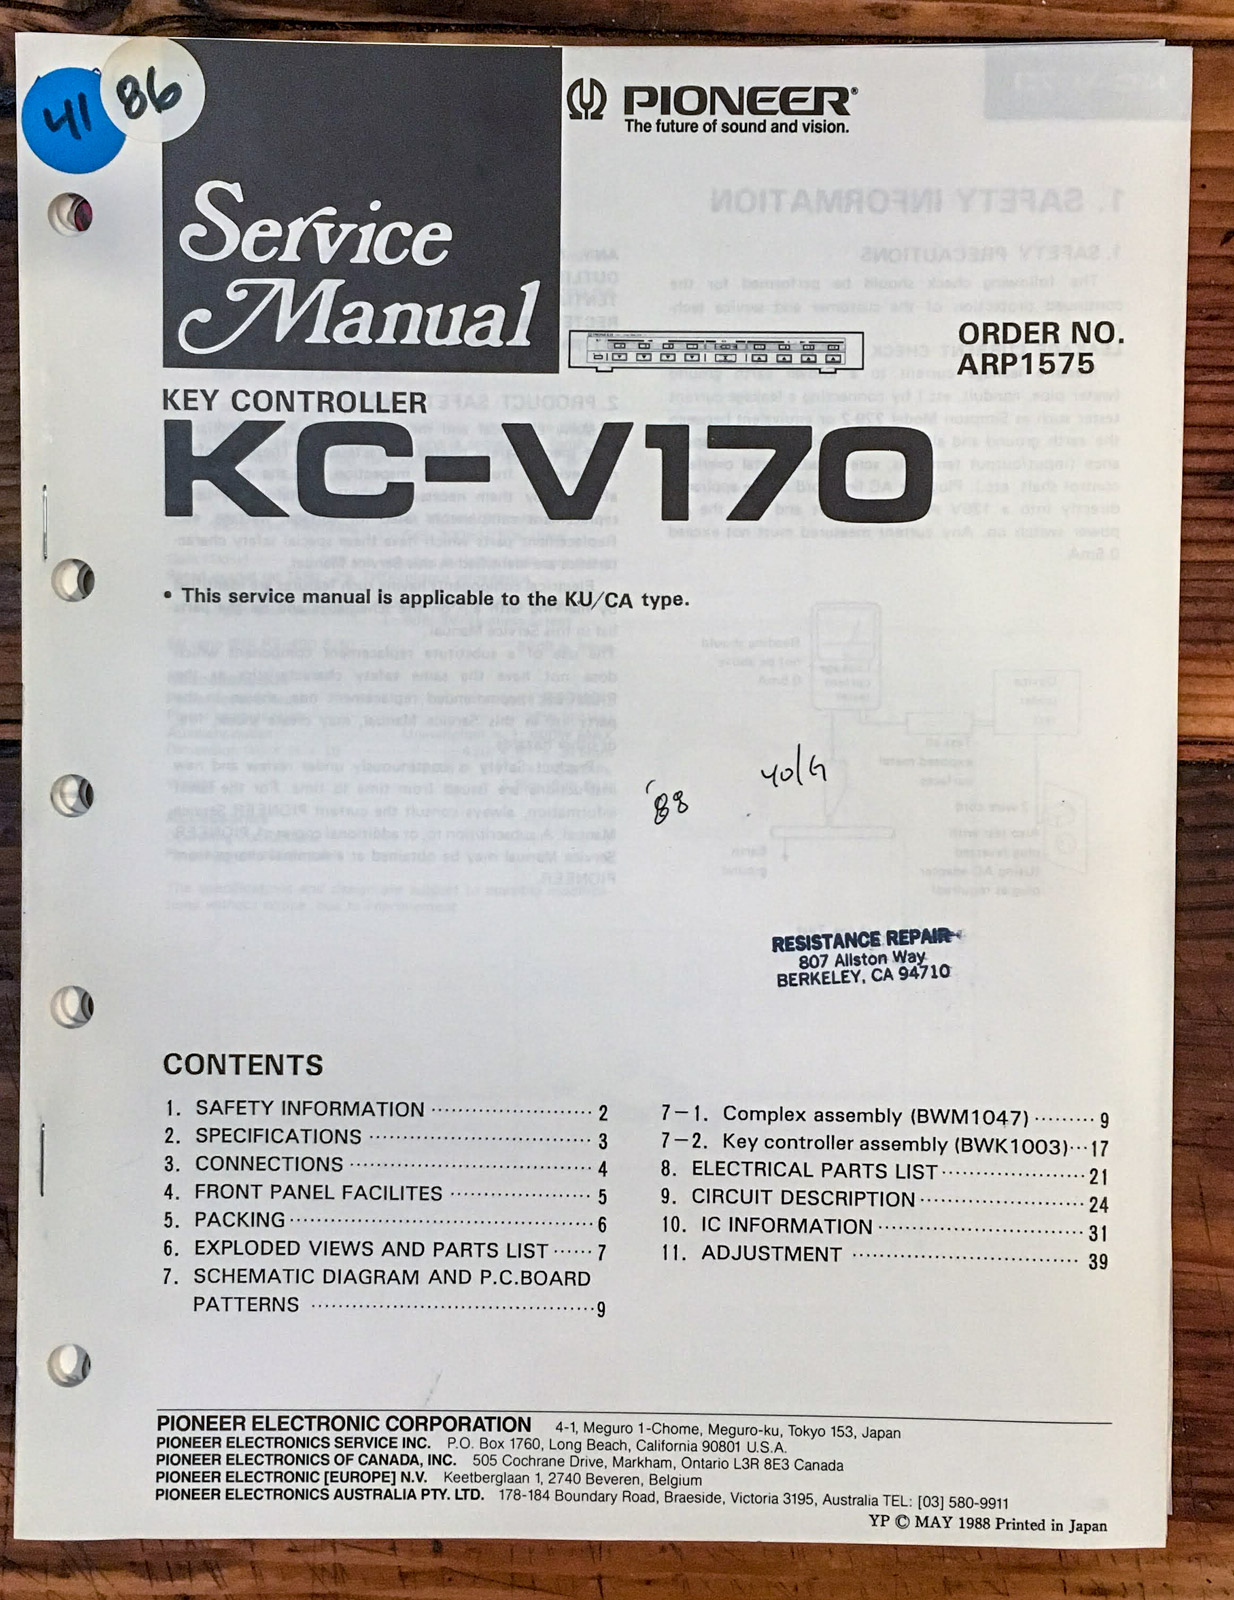 41
86
PIONEER®
The future of sound and vision.
Service
Manual
ORDER NO.
ARP1575
KEY CONTROLLER
KC-V170
• This service manual is applicable to the KU/CA type.
'88
RESISTANCE REPAIR
807 Allston Way
BERKELEY, CA 94710
CONTENTS
1. SAFETY INFORMATION ························ 2
2. SPECIFICATIONS ································· 3
3. CONNECTIONS ···································· 4
4. FRONT PANEL FACILITES ····················· 5
5. PACKING ············································ 6
6. EXPLODED VIEWS AND PARTS LIST ······ 7
7. SCHEMATIC DIAGRAM AND P.C.BOARD
PATTERNS ·········································· 9
7-1. Complex assembly (BWM1047) ········· 9
7-2. Key controller assembly (BWK1003)··· 17
8. ELECTRICAL PARTS LIST ····················· 21
9. CIRCUIT DESCRIPTION ························ 24
10. IC INFORMATION ······························· 31
11. ADJUSTMENT ··································· 39
PIONEER ELECTRONIC CORPORATION 4-1, Meguro 1-Chome, Meguro-ku, Tokyo 153, Japan
PIONEER ELECTRONICS SERVICE INC. P.O. Box 1760, Long Beach, California 90801 U.S.A.
PIONEER ELECTRONICS OF CANADA, INC. 505 Cochrane Drive, Markham, Ontario L3R 8E3 Canada
PIONEER ELECTRONIC [EUROPE] N.V. Keetberglaan 1, 2740 Beveren, Belgium
PIONEER ELECTRONICS AUSTRALIA PTY. LTD. 178-184 Boundary Road, Braeside, Victoria 3195, Australia TEL: [03] 580-9911
YP © MAY 1988 Printed in Japan